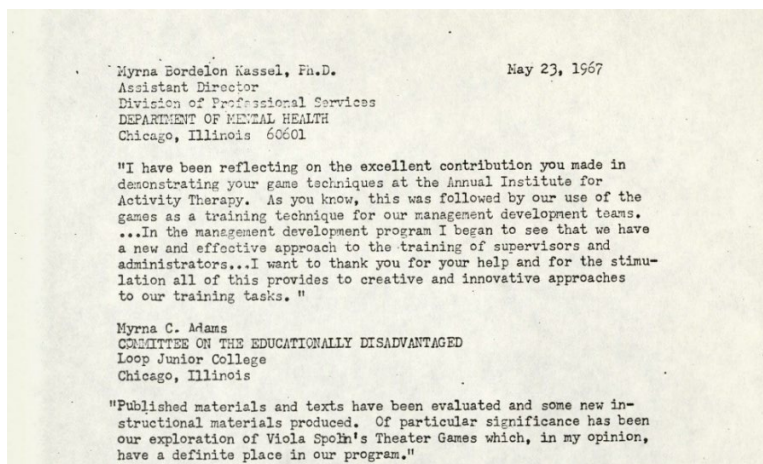 Myrna Bordelon Kassel, Ph.D. May 23, 1967
Assistant Director
Division of Professional Services
DEPARTMENT OF MENTAL HEALTH
Chicago, Illinois 60601
"I have been reflecting on the excellent contribution you made in
demonstrating your game techniques at the Annual Institute for
Activity Therapy. As you know, this was followed by our use of the
games as a training technique for our management development teams.
...In the management development program I began to see that we have
a new and effective approach to the training of supervisors and
administrators...I want to thank you for your help and for the stimu-
lation all of this provides to creative and innovative approaches
to our training tasks. "
Myrna C. Adams
COMMITTEE ON THE EDUCATIONALLY DISADVANTAGED
Loop Junior College
Chicago, Illinois
"Published materials and texts have been evaluated and some new in-
structional materials produced. Of particular significance has been
our exploration of Viola Spolin's Theater Games which, in my opinion,
have a definite place in our program."